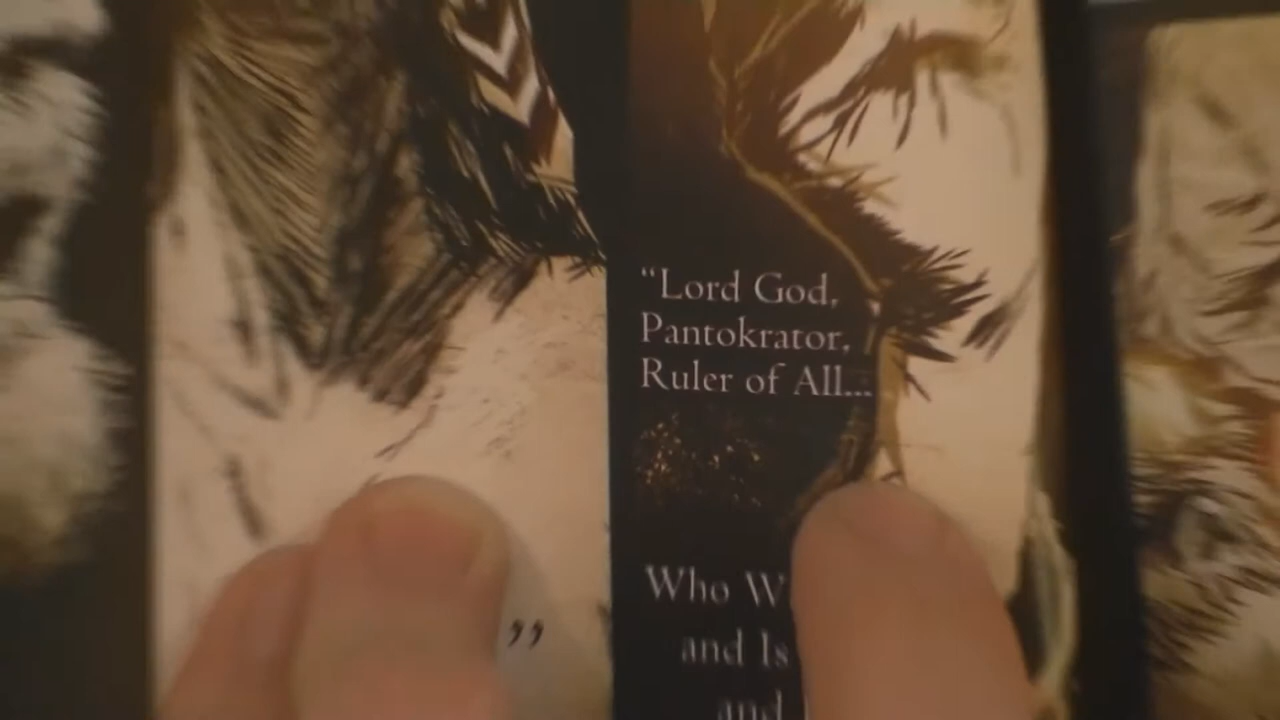 “Lord God,
Pantokrator,
Ruler of All...
Who W
and Is
and
”